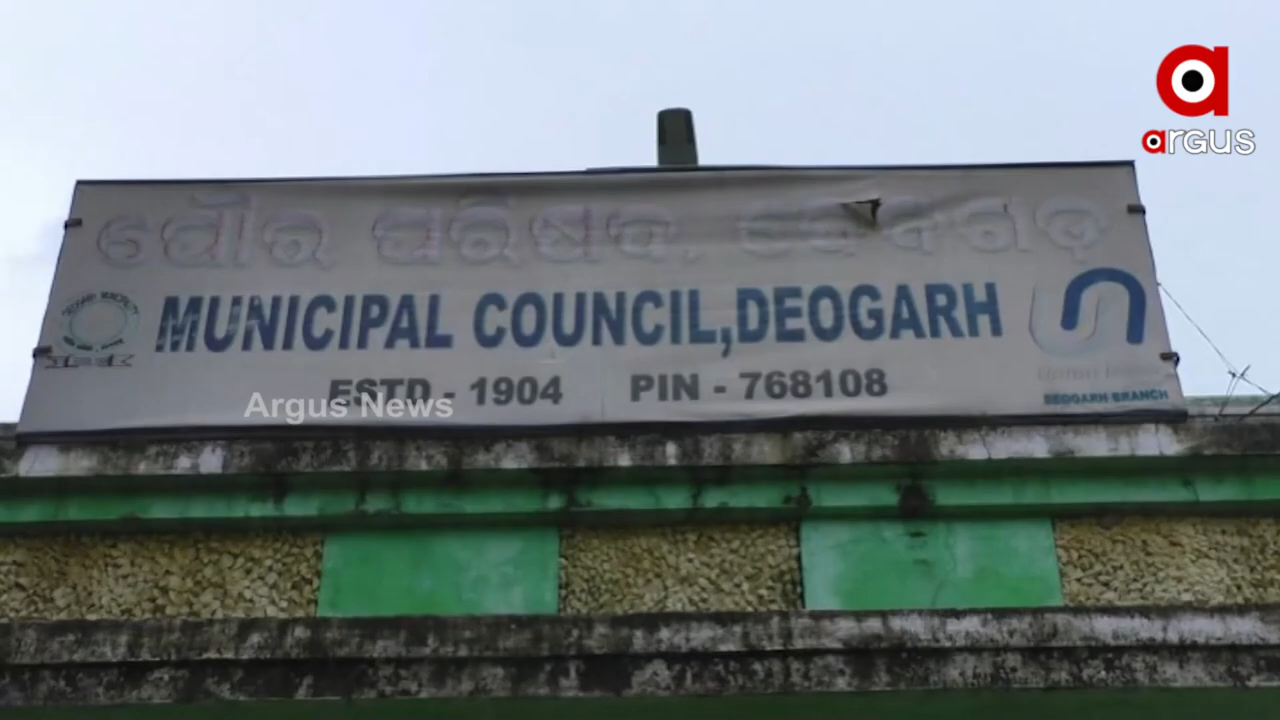 argus
ପୌର ପରିଷଦ, ଦେବଗଡ଼
MUNICIPAL COUNCIL,DEOGARH
ESTD - 1904 PIN - 768108
Argus News
DEOGARH BRANCH